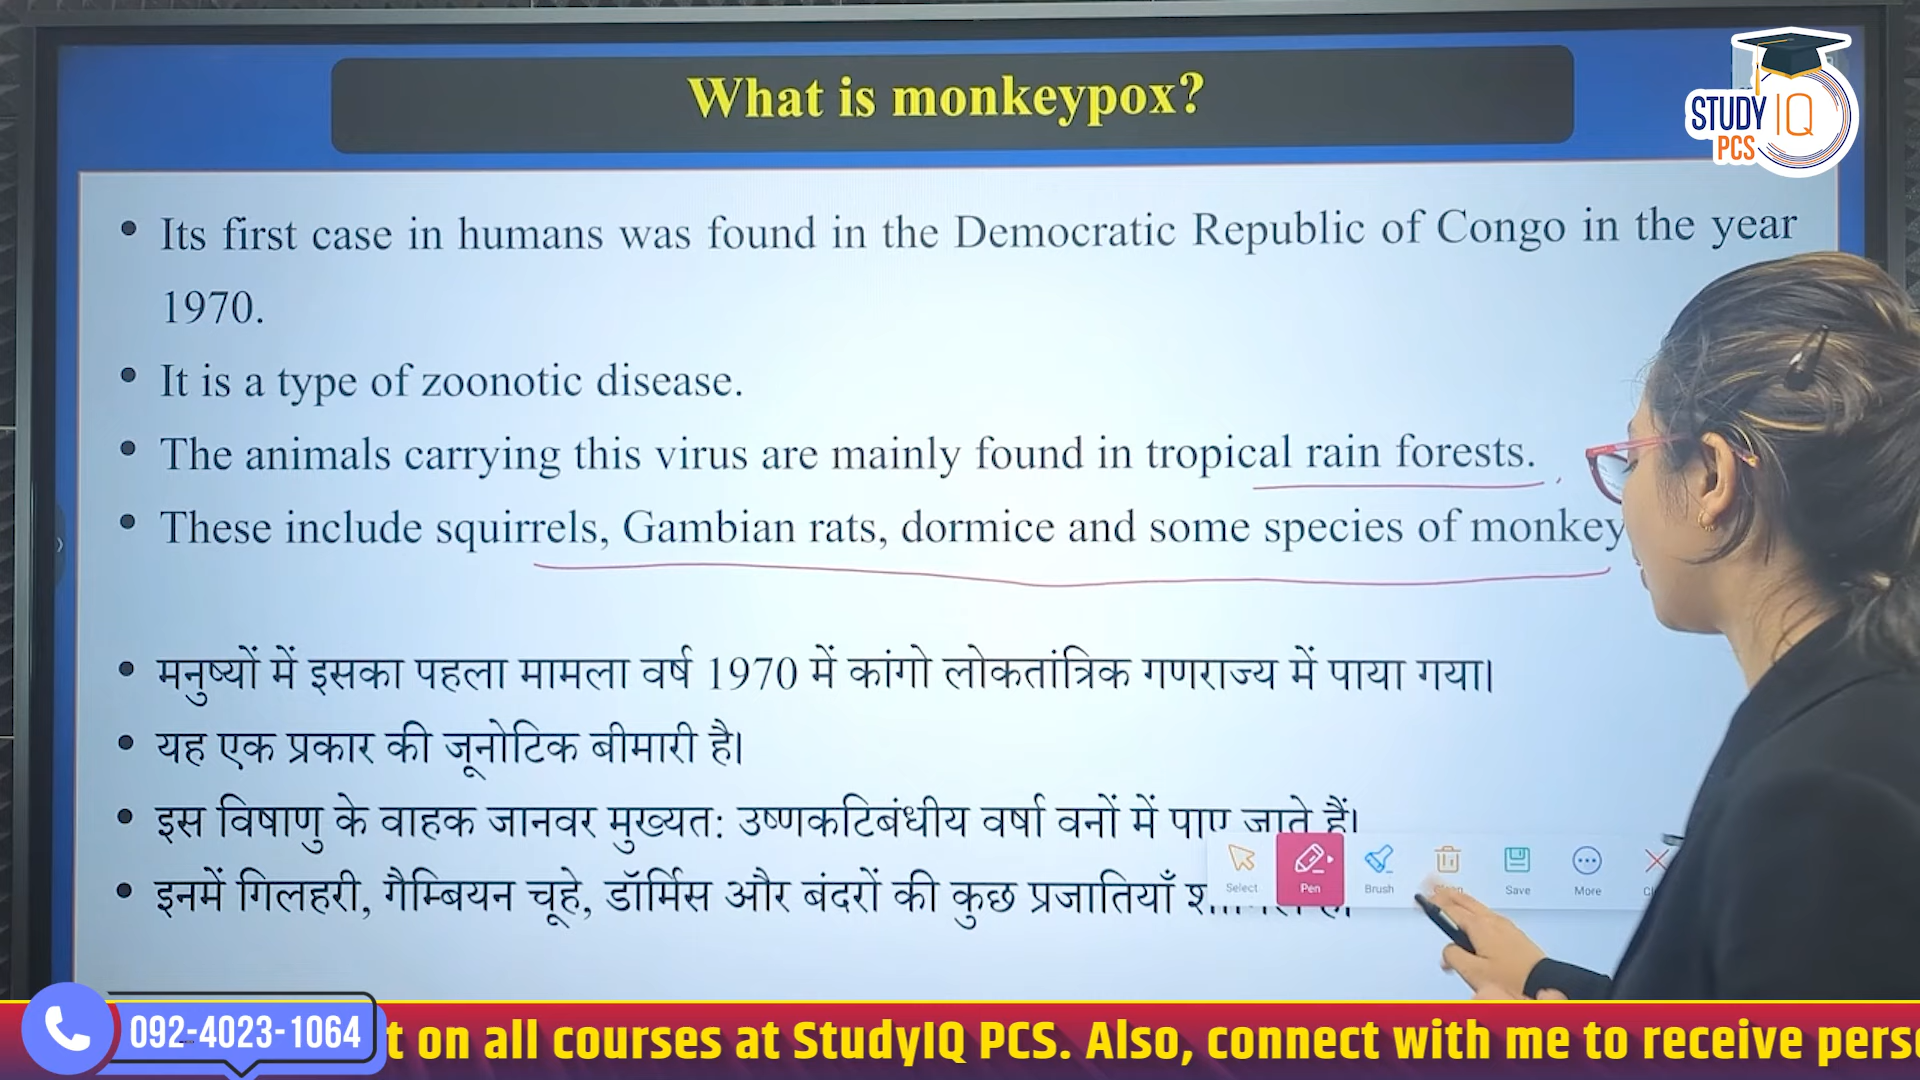 What is monkeypox?
STUDY IQ
PCS
• Its first case in humans was found in the Democratic Republic of Congo in the year
1970.
• It is a type of zoonotic disease.
• The animals carrying this virus are mainly found in tropical rain forests.
• These include squirrels, Gambian rats, dormice and some species of monkey
• मनुष्यों में इसका पहला मामला वर्ष 1970 में कांगो लोकतांत्रिक गणराज्य में पाया गया।
• यह एक प्रकार की जूनोटिक बीमारी है।
• इस विषाणु के वाहक जानवर मुख्यत: उष्णकटिबंधीय वर्षा वनों में पाए जाते हैं।
• इनमें गिलहरी, गैम्बियन चूहे, डॉर्मिस और बंदरों की कुछ प्रजातियाँ
Select Pen Brush Save More
092-4023-1064
t on all courses at StudyIQ PCS. Also, connect with me to receive pers